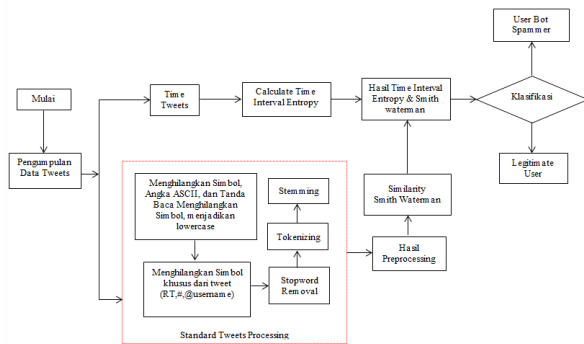 User Bot
Spammer
Mulai
Time
Tweets
Calculate Time
Interval Entropy
Hasil Time Interval
Entropy & Smith
waterman
Klasifikasi
Pengumpulan
Data Tweets
Menghilangkan Simbol,
Angka ASCII, dan Tanda
Baca Menghilangkan
Simbol, menjadikan
lowercase
Stemming
Tokenizing
Similarity
Smith Waterman
Legitimate
User
Menghilangkan Simbol
khusus dari tweet
(RT,#,@username)
Stopword
Removal
Hasil
Preprocessing
Standard Tweets Processing